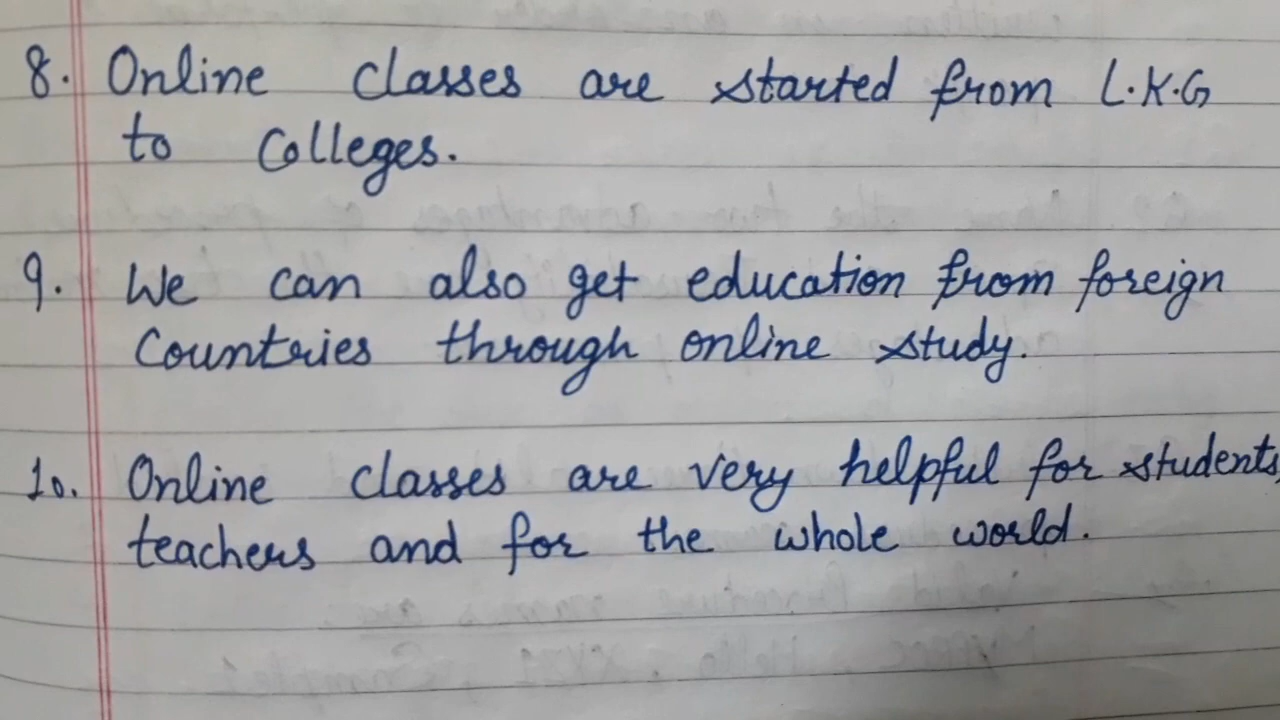 8. Online classes are started from L.K.G
to Colleges.
9. We can also get education from foreign
Countries through online study.
10. Online classes are very helpful for students,
teachers and for the whole world.